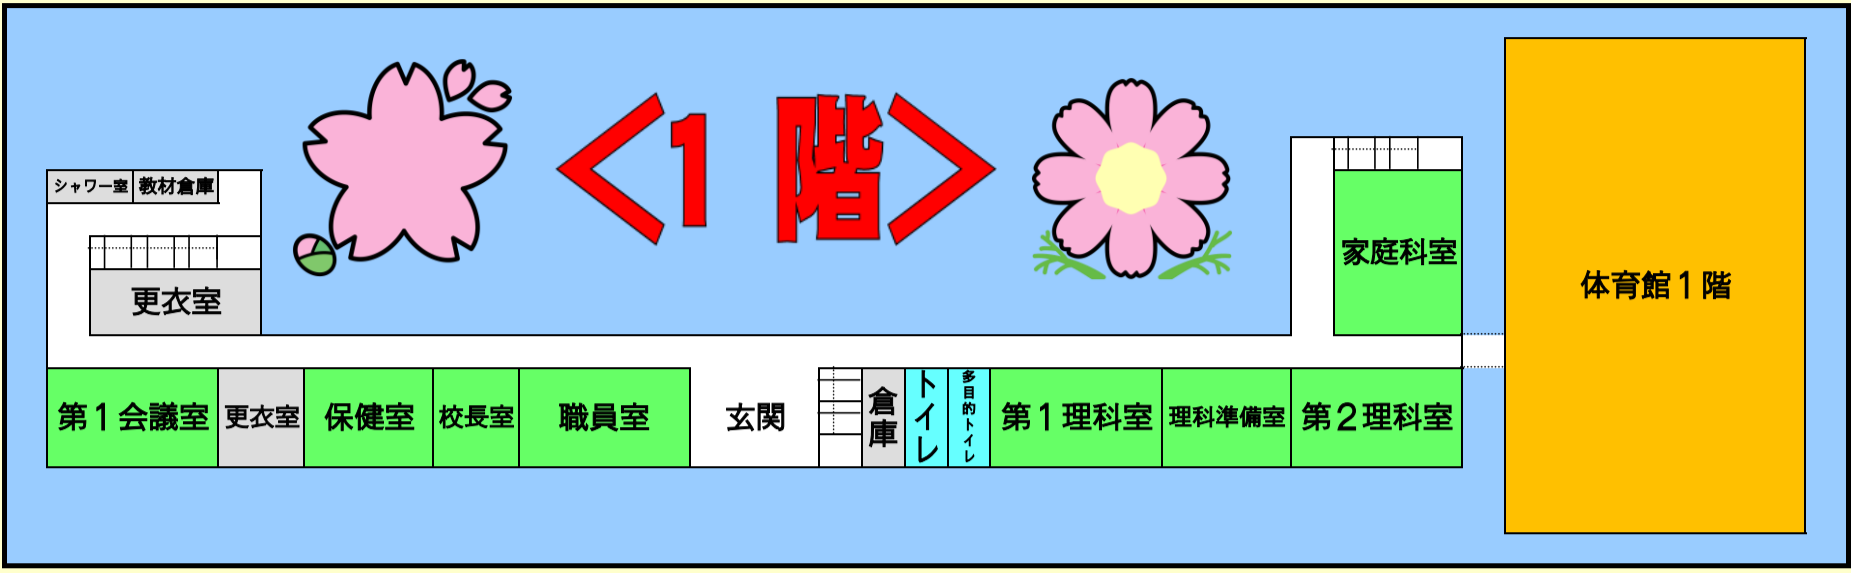 ＜1 階＞
シャワー室
教材倉庫
更衣室
家庭科室
体育館１階
第１会議室
更衣室
保健室
校長室
職員室
玄関
倉庫
トイレ
多目的トイレ
第１理科室
理科準備室
第２理科室